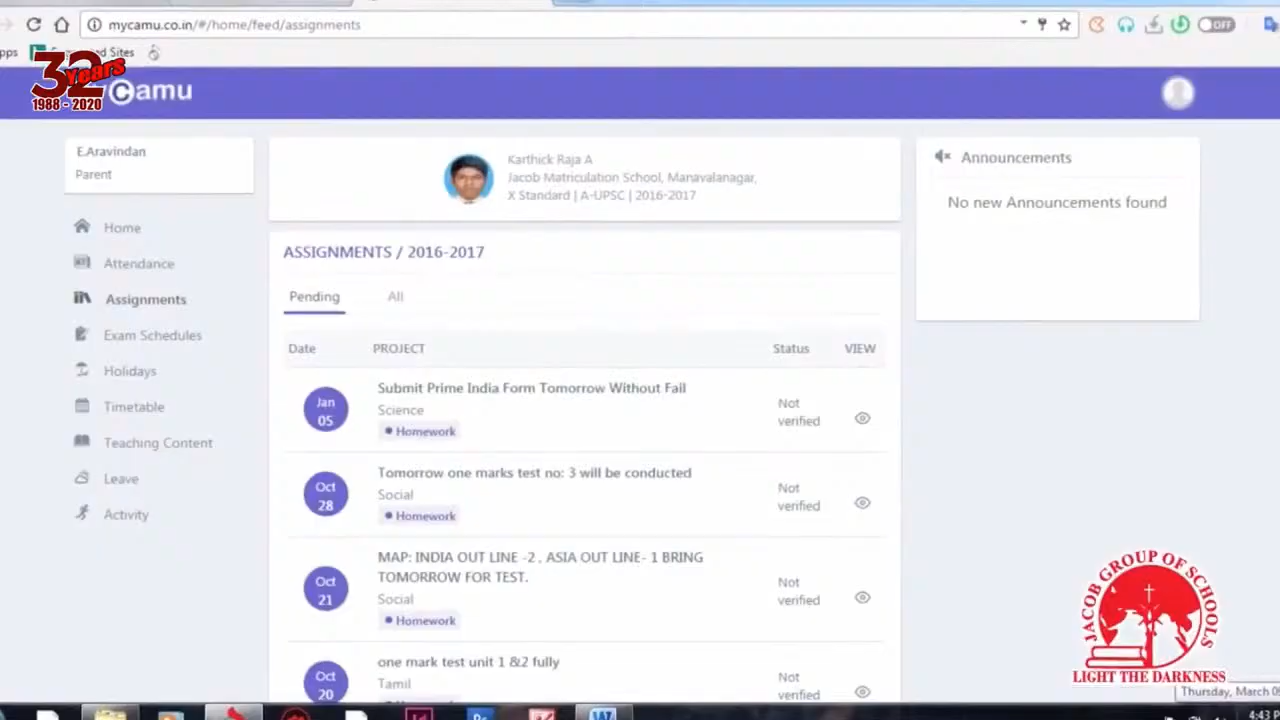 mycamu.co.in/#/home/feed/assignments
OFF
Sites
32 Years
1988 - 2020
Camu
E.Aravindan
Parent
Home
Attendance
Assignments
Exam Schedules
Holidays
Timetable
Teaching Content
Leave
Activity
Karthick Raja A
Jacob Matriculation School, Manavalanagar,
X Standard | A-UPSC | 2016-2017
ASSIGNMENTS / 2016-2017
Pending All
Date PROJECT Status VIEW
Jan 05
Submit Prime India Form Tomorrow Without Fail
Science
Homework
Not verified
Oct 28
Tomorrow one marks test no: 3 will be conducted
Social
Homework
Not verified
Oct 21
MAP: INDIA OUT LINE -2 , ASIA OUT LINE- 1 BRING
TOMORROW FOR TEST.
Social
Homework
Not verified
Oct 20
one mark test unit 1 &2 fully
Tamil
Not verified
Announcements
No new Announcements found
JACOB GROUP OF SCHOOLS
LIGHT THE DARKNESS
Thursday, March
4:43